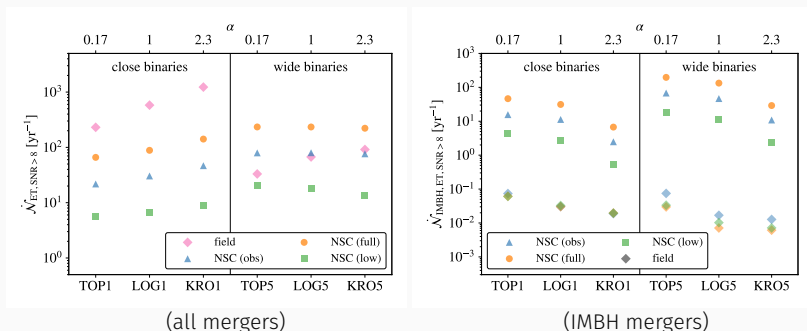 α
0.17 1 2.3 0.17 1 2.3
close binaries wide binaries
10³
10²
10¹
10⁰
𝒩̇ET, SNR>8 [yr⁻¹]
field NSC (full)
NSC (obs) NSC (low)
TOP1 LOG1 KRO1 TOP5 LOG5 KRO5
(all mergers)
α
0.17 1 2.3 0.17 1 2.3
close binaries wide binaries
10³
10²
10¹
10⁰
10⁻¹
10⁻²
10⁻³
𝒩̇IMBH, ET, SNR>8 [yr⁻¹]
NSC (obs) NSC (low)
NSC (full) field
TOP1 LOG1 KRO1 TOP5 LOG5 KRO5
(IMBH mergers)